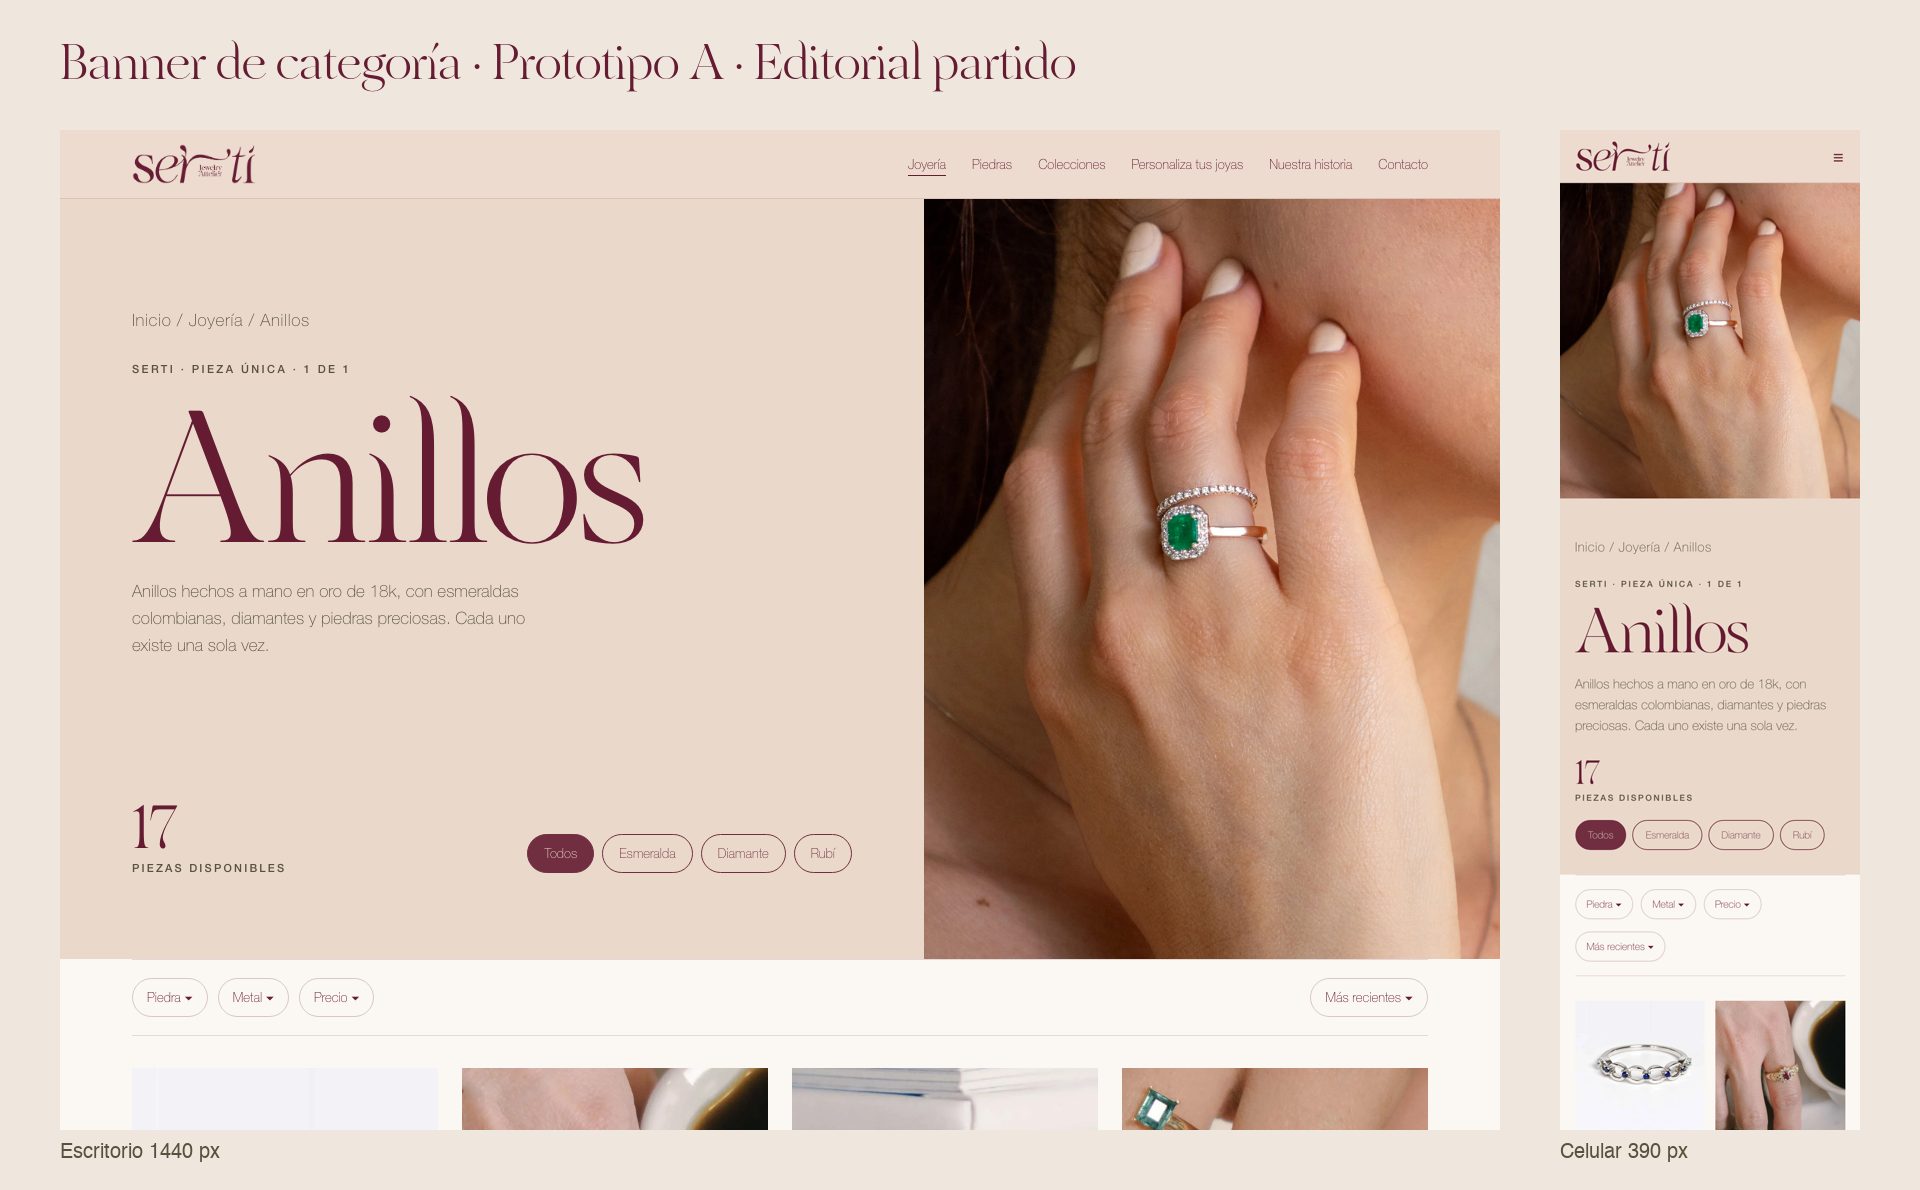 Banner de categoría · Prototipo A · Editorial partido
serti
Jewelry
Attelier
Joyería
Piedras
Colecciones
Personaliza tus joyas
Nuestra historia
Contacto
Inicio / Joyería / Anillos
SERTI · PIEZA ÚNICA · 1 DE 1
Anillos
Anillos hechos a mano en oro de 18k, con esmeraldas
colombianas, diamantes y piedras preciosas. Cada uno
existe una sola vez.
17
PIEZAS DISPONIBLES
Todos
Esmeralda
Diamante
Rubí
Piedra
Metal
Precio
Más recientes
Escritorio 1440 px
serti
Inicio / Joyería / Anillos
SERTI · PIEZA ÚNICA · 1 DE 1
Anillos
Anillos hechos a mano en oro de 18k, con
esmeraldas colombianas, diamantes y piedras
preciosas. Cada uno existe una sola vez.
17
PIEZAS DISPONIBLES
Todos
Esmeralda
Diamante
Rubí
Piedra
Metal
Precio
Más recientes
Celular 390 px